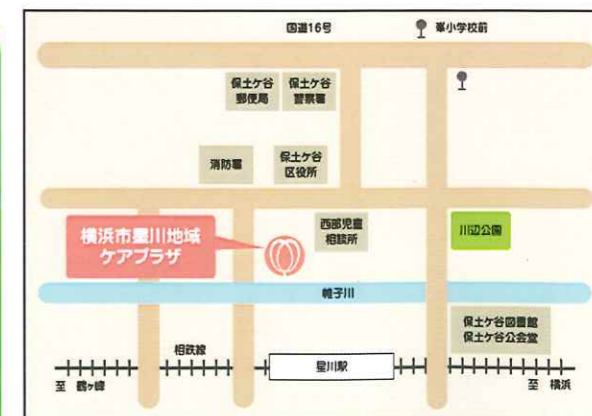 国道16号
峯小学校前
保土ケ谷
郵便局
保土ケ谷
警察署
消防署
保土ケ谷
区役所
横浜市星川地域
ケアプラザ
西部児童
相談所
川辺公園
帷子川
保土ケ谷図書館
保土ケ谷公会堂
相鉄線
星川駅
至 鶴ヶ峰
至 横浜